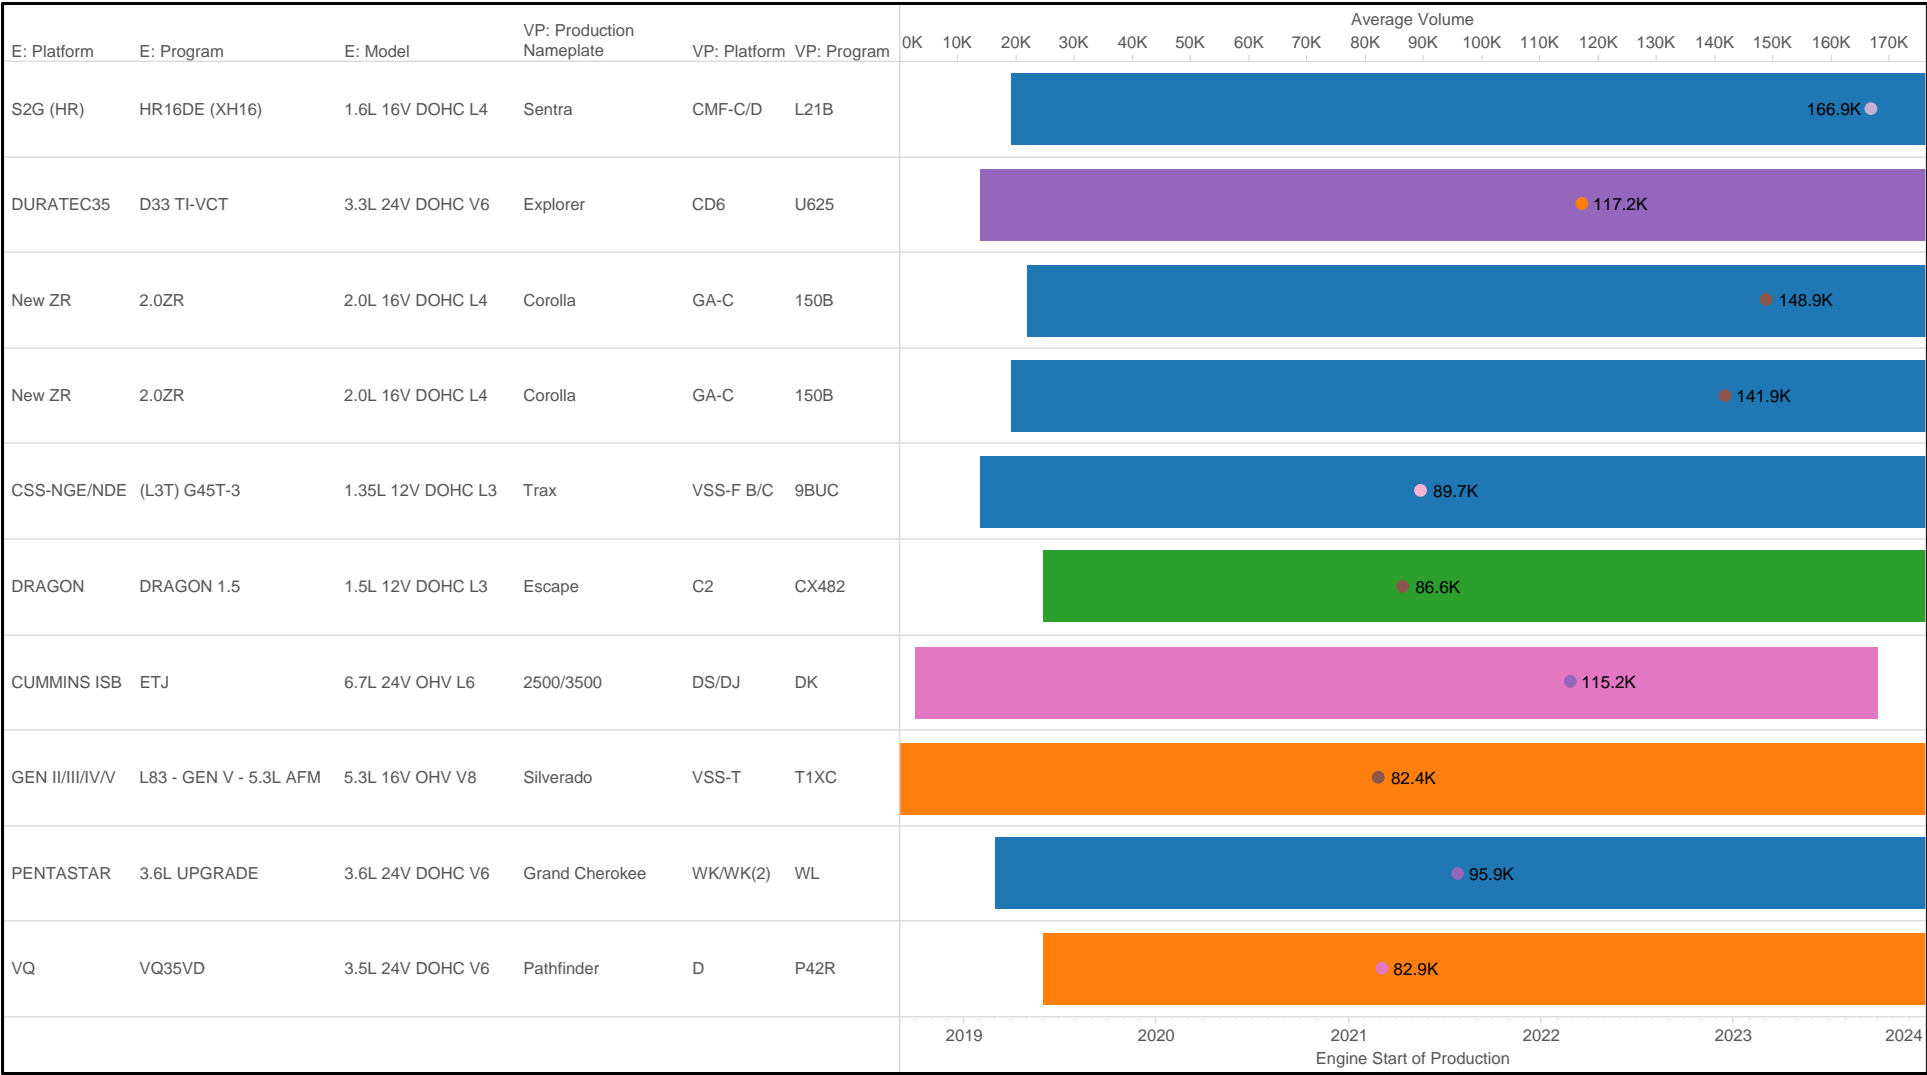 Average Volume
E: Platform E: Program E: Model VP: Production Nameplate VP: Platform VP: Program
0K 10K 20K 30K 40K 50K 60K 70K 80K 90K 100K 110K 120K 130K 140K 150K 160K 170K
S2G (HR) HR16DE (XH16) 1.6L 16V DOHC L4 Sentra CMF-C/D L21B 166.9K
DURATEC35 D33 TI-VCT 3.3L 24V DOHC V6 Explorer CD6 U625 117.2K
New ZR 2.0ZR 2.0L 16V DOHC L4 Corolla GA-C 150B 148.9K
New ZR 2.0ZR 2.0L 16V DOHC L4 Corolla GA-C 150B 141.9K
CSS-NGE/NDE (L3T) G45T-3 1.35L 12V DOHC L3 Trax VSS-F B/C 9BUC 89.7K
DRAGON DRAGON 1.5 1.5L 12V DOHC L3 Escape C2 CX482 86.6K
CUMMINS ISB ETJ 6.7L 24V OHV L6 2500/3500 DS/DJ DK 115.2K
GEN II/III/IV/V L83 - GEN V - 5.3L AFM 5.3L 16V OHV V8 Silverado VSS-T T1XC 82.4K
PENTASTAR 3.6L UPGRADE 3.6L 24V DOHC V6 Grand Cherokee WK/WK(2) WL 95.9K
VQ VQ35VD 3.5L 24V DOHC V6 Pathfinder D P42R 82.9K
2019 2020 2021 2022 2023 2024
Engine Start of Production